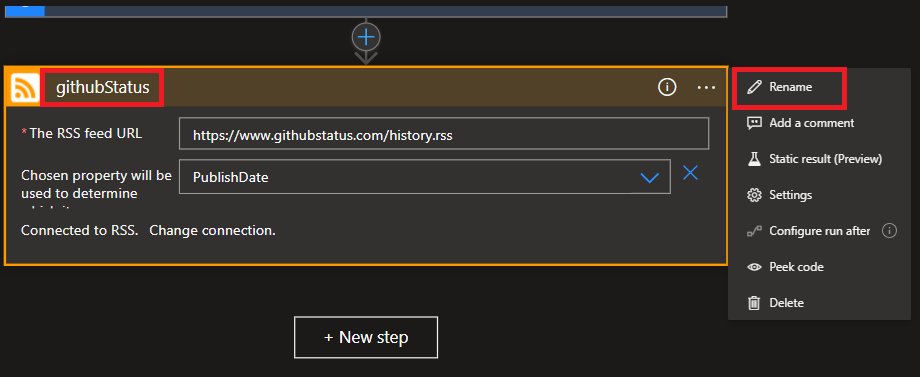 githubStatus
Rename
* The RSS feed URL
https://www.githubstatus.com/history.rss
Add a comment
Static result (Preview)
Chosen property will be
used to determine
PublishDate
Settings
Connected to RSS. Change connection.
Configure run after
Peek code
Delete
+ New step